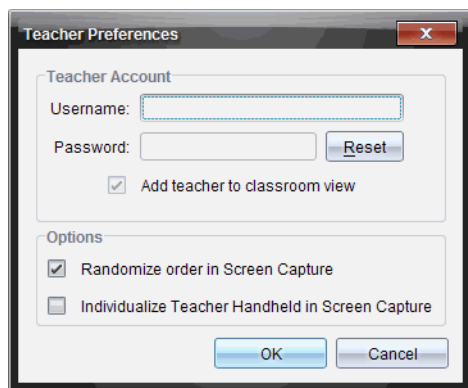 Teacher Preferences
Teacher Account
Username:
Password:
Reset
Add teacher to classroom view
Options
Randomize order in Screen Capture
Individualize Teacher Handheld in Screen Capture
OK
Cancel